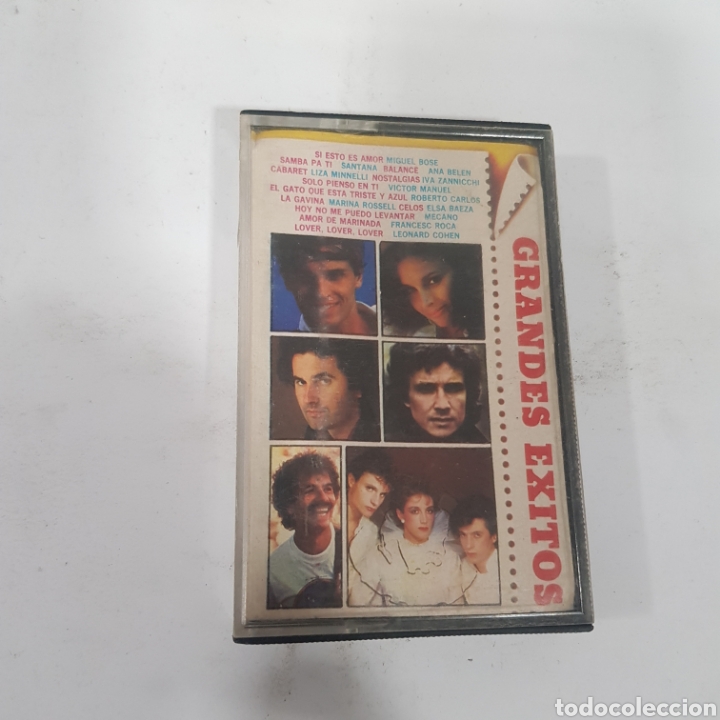 SI ESTO ES AMOR MIGUEL BOSE
SAMBA PA TI SANTANA BALANCÉ ANA BELEN
CABARET LIZA MINNELLI NOSTALGIAS IVA ZANNICCHI
SOLO PIENSO EN TI VICTOR MANUEL
EL GATO QUE ESTA TRISTE Y AZUL ROBERTO CARLOS
LA GAVINA MARINA ROSSELL CELOS ELSA BAEZA
HOY NO ME PUEDO LEVANTAR MECANO
AMOR DE MARINADA FRANCESC ROCA
LOVER, LOVER, LOVER LEONARD COHEN
GRANDES EXITOS
todocoleccion